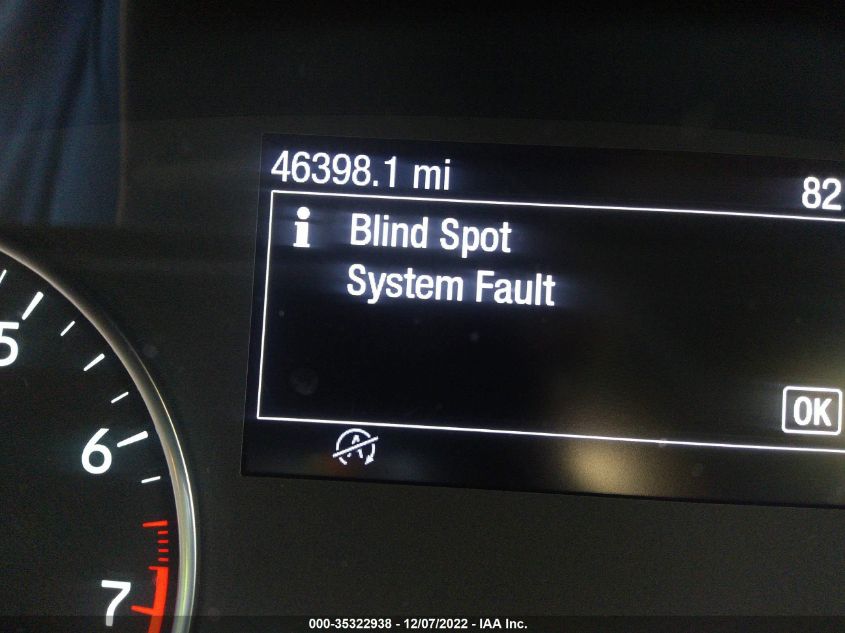 46398.1 mi
82
i Blind Spot
System Fault
OK
A
5
6
7
000-35322938 - 12/07/2022 - IAA Inc.